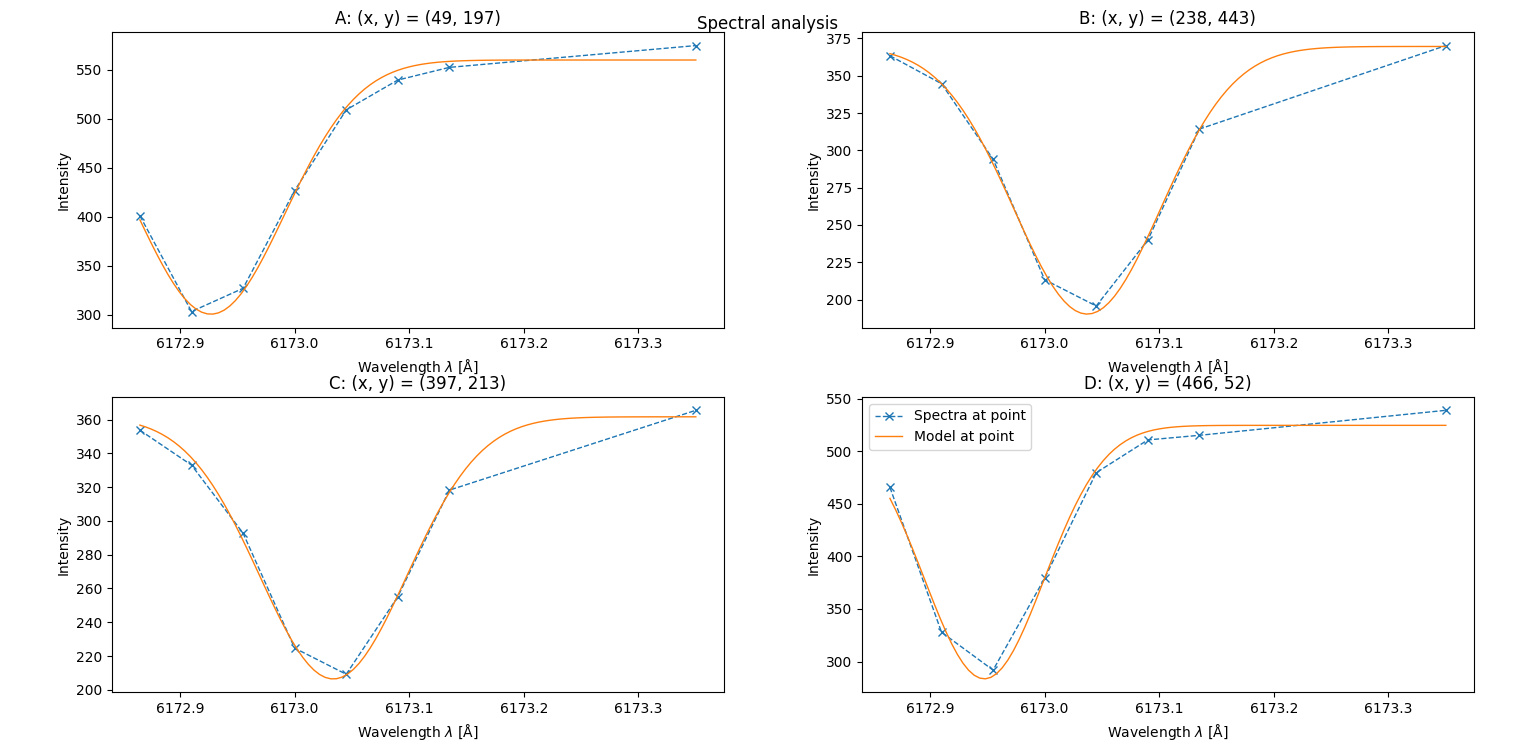 Spectral analysis
A: (x, y) = (49, 197)
Intensity
550
500
450
400
350
300
6172.9 6173.0 6173.1 6173.2 6173.3
Wavelength λ [Å]
B: (x, y) = (238, 443)
Intensity
375
350
325
300
275
250
225
200
6172.9 6173.0 6173.1 6173.2 6173.3
Wavelength λ [Å]
C: (x, y) = (397, 213)
Intensity
360
340
320
300
280
260
240
220
200
6172.9 6173.0 6173.1 6173.2 6173.3
Wavelength λ [Å]
D: (x, y) = (466, 52)
Spectra at point
Model at point
Intensity
550
500
450
400
350
300
6172.9 6173.0 6173.1 6173.2 6173.3
Wavelength λ [Å]